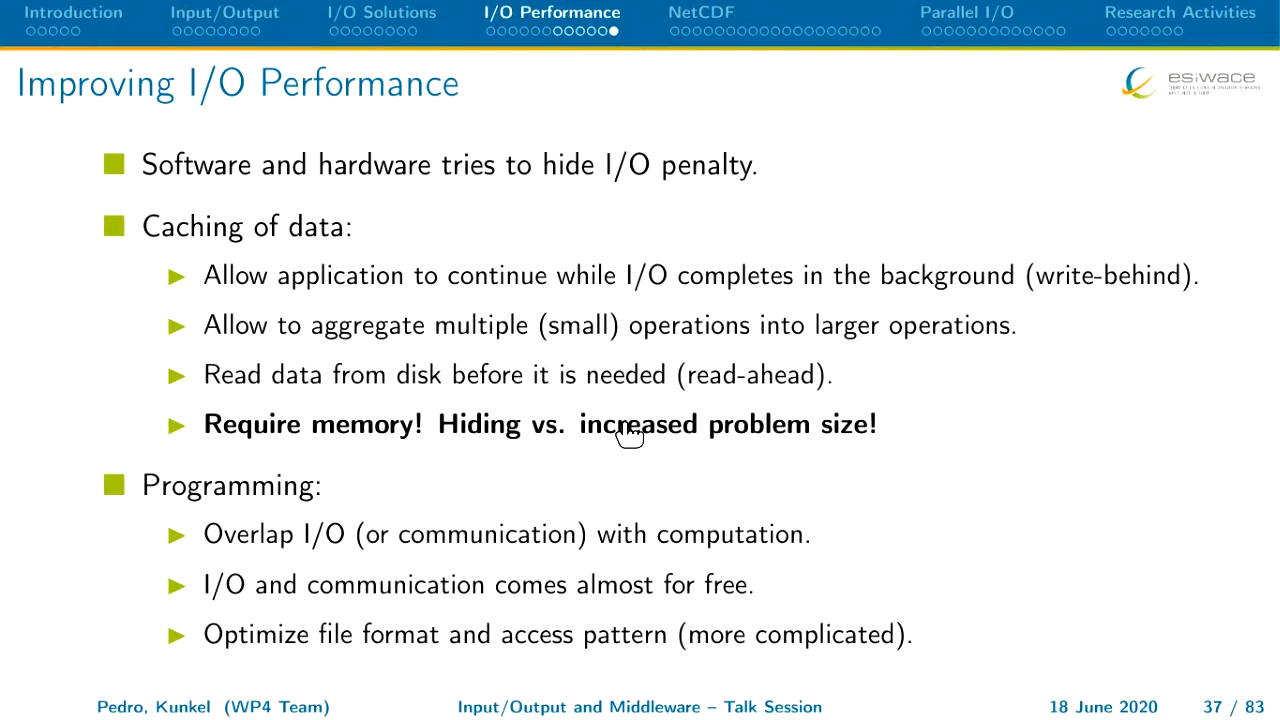 Introduction Input/Output I/O Solutions I/O Performance NetCDF Parallel I/O Research Activities
Improving I/O Performance
esiwace
Software and hardware tries to hide I/O penalty.
Caching of data:
Allow application to continue while I/O completes in the background (write-behind).
Allow to aggregate multiple (small) operations into larger operations.
Read data from disk before it is needed (read-ahead).
Require memory! Hiding vs. increased problem size!
Programming:
Overlap I/O (or communication) with computation.
I/O and communication comes almost for free.
Optimize file format and access pattern (more complicated).
Pedro, Kunkel (WP4 Team) Input/Output and Middleware – Talk Session 18 June 2020 37 / 83